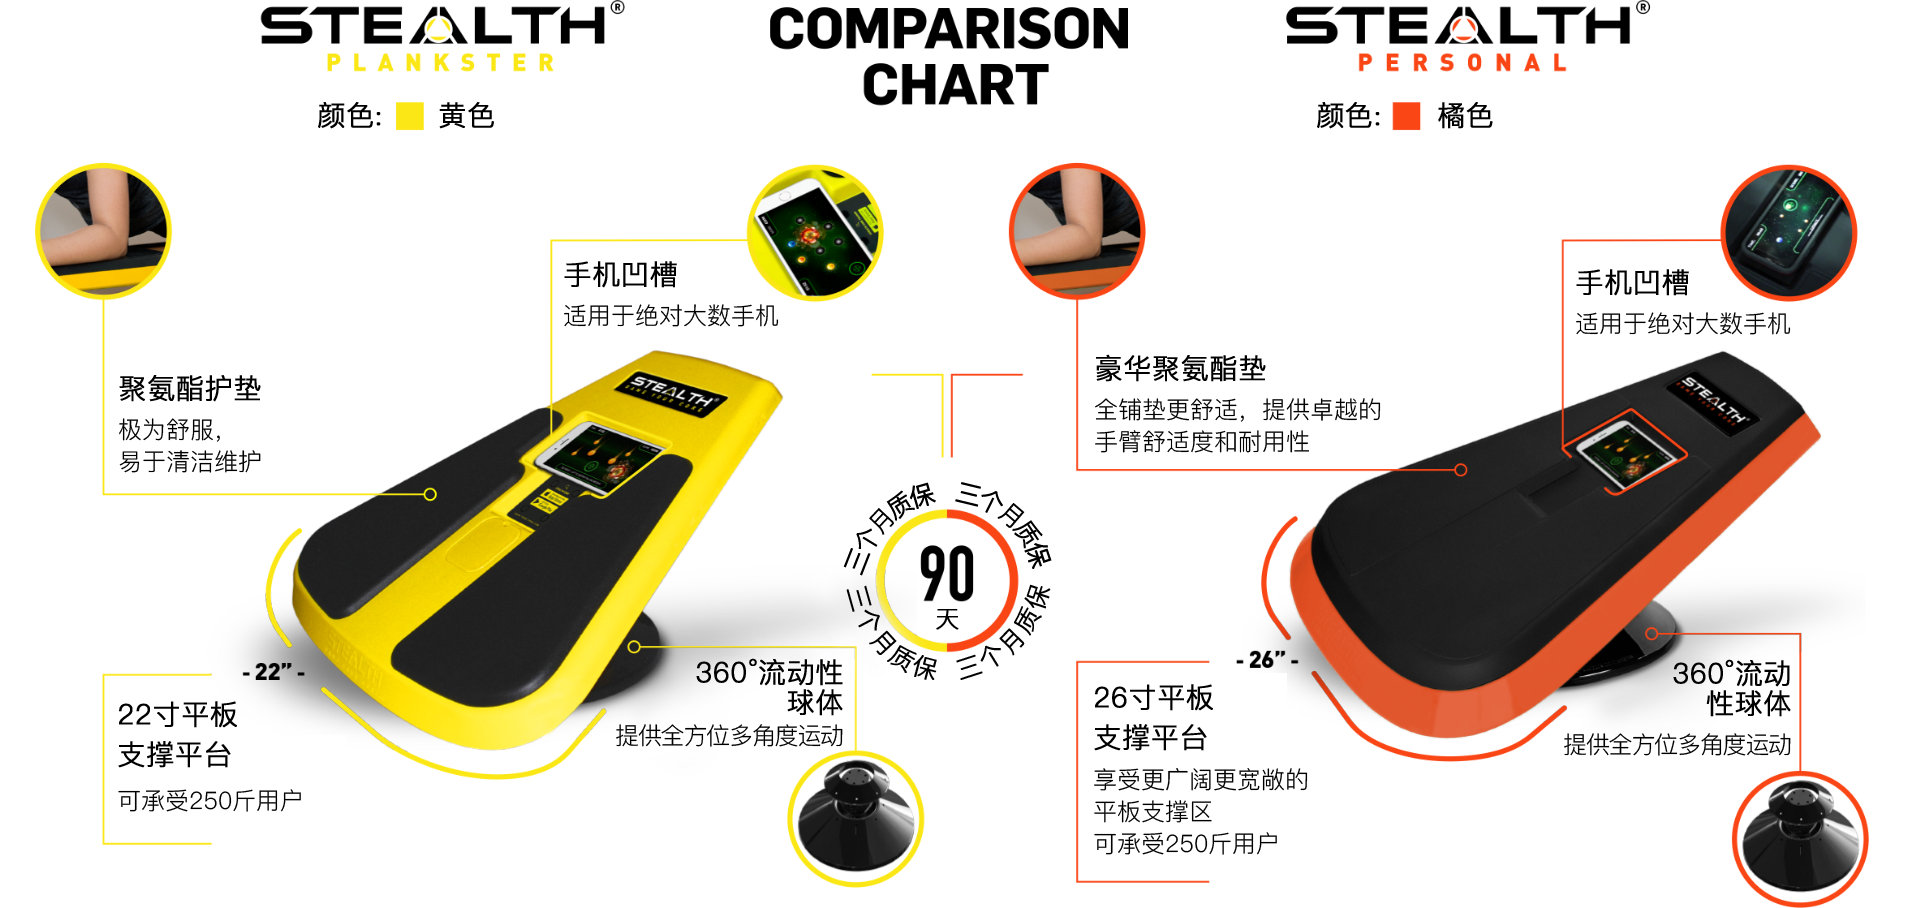 STEALTH®
PLANKSTER
颜色: 黄色
COMPARISON
CHART
STEALTH®
PERSONAL
颜色: 橘色
手机凹槽
适用于绝对大数手机
聚氨酯护垫
极为舒服，
易于清洁维护
STEALTH®
- 22” -
22寸平板
支撑平台
可承受250斤用户
360°流动性
球体
提供全方位多角度运动
三个月质保
三个月质保
三个月质保
三个月质保
90
天
手机凹槽
适用于绝对大数手机
豪华聚氨酯垫
全铺垫更舒适，提供卓越的
手臂舒适度和耐用性
STEALTH®
- 26” -
26寸平板
支撑平台
享受更广阔更宽敞的
平板支撑区
可承受250斤用户
360°流动
性球体
提供全方位多角度运动